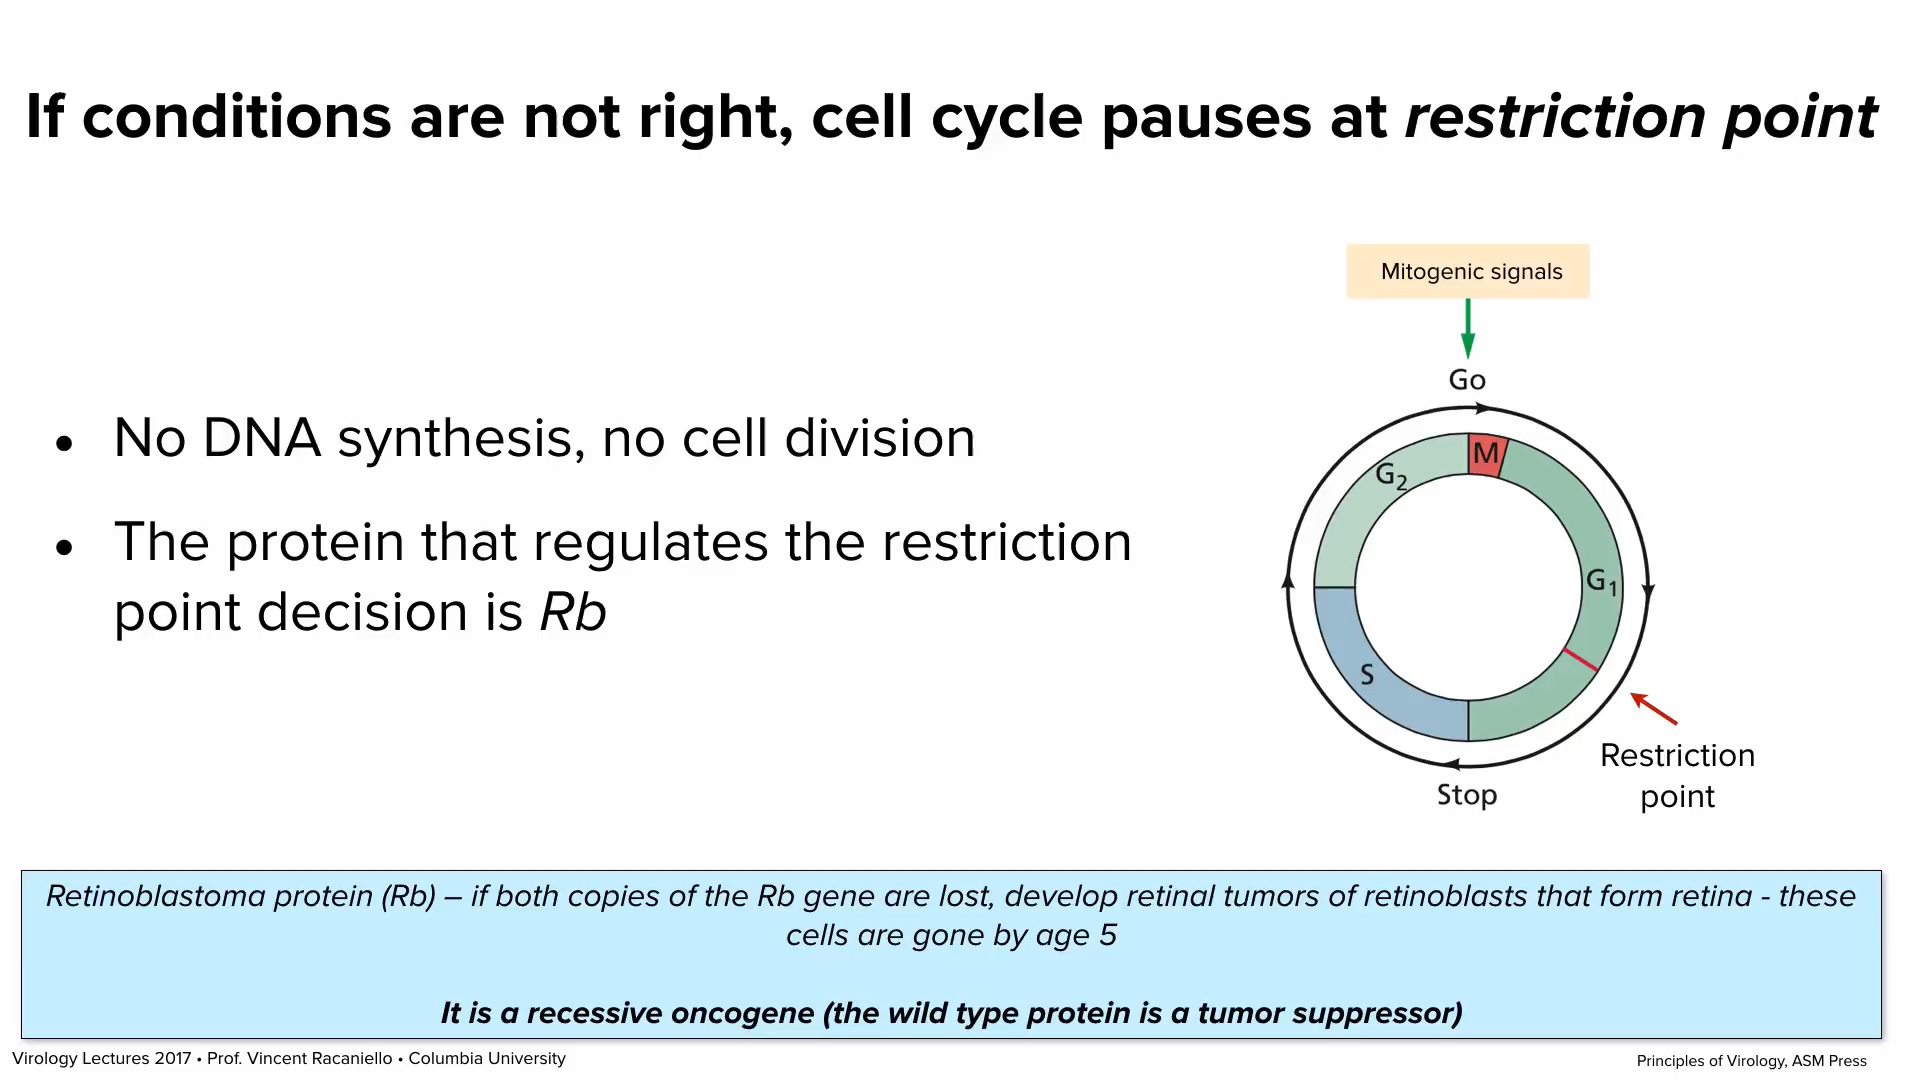 If conditions are not right, cell cycle pauses at restriction point
• No DNA synthesis, no cell division
• The protein that regulates the restriction
point decision is Rb
Mitogenic signals
Go
M
G₂
G₁
S
Stop
Restriction
point
Retinoblastoma protein (Rb) – if both copies of the Rb gene are lost, develop retinal tumors of retinoblasts that form retina - these
cells are gone by age 5
It is a recessive oncogene (the wild type protein is a tumor suppressor)
Virology Lectures 2017 • Prof. Vincent Racaniello • Columbia University
Principles of Virology, ASM Press